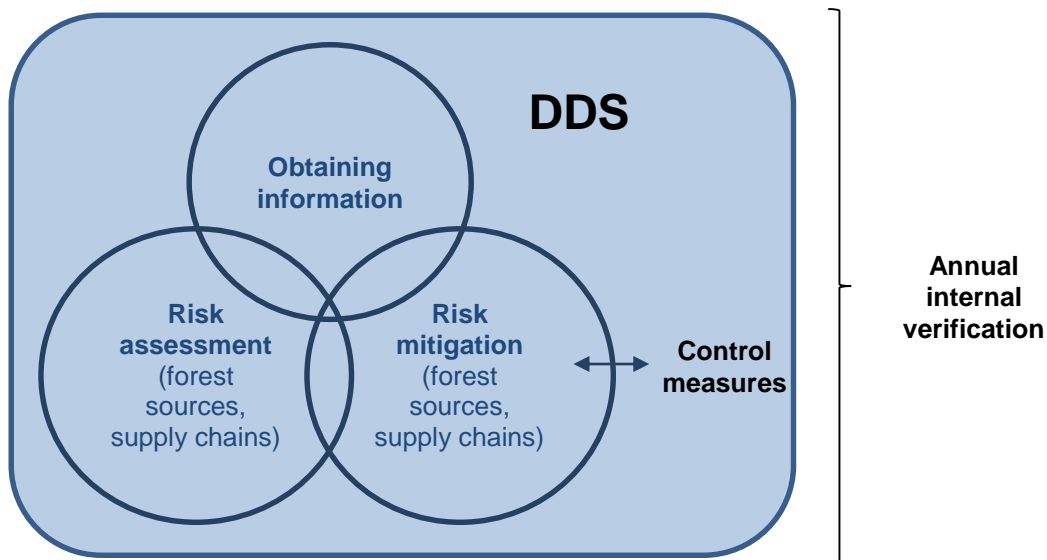 DDS
Obtaining
information
Risk
assessment
(forest
sources,
supply chains)
Risk
mitigation
(forest
sources,
supply chains)
Control
measures
Annual
internal
verification